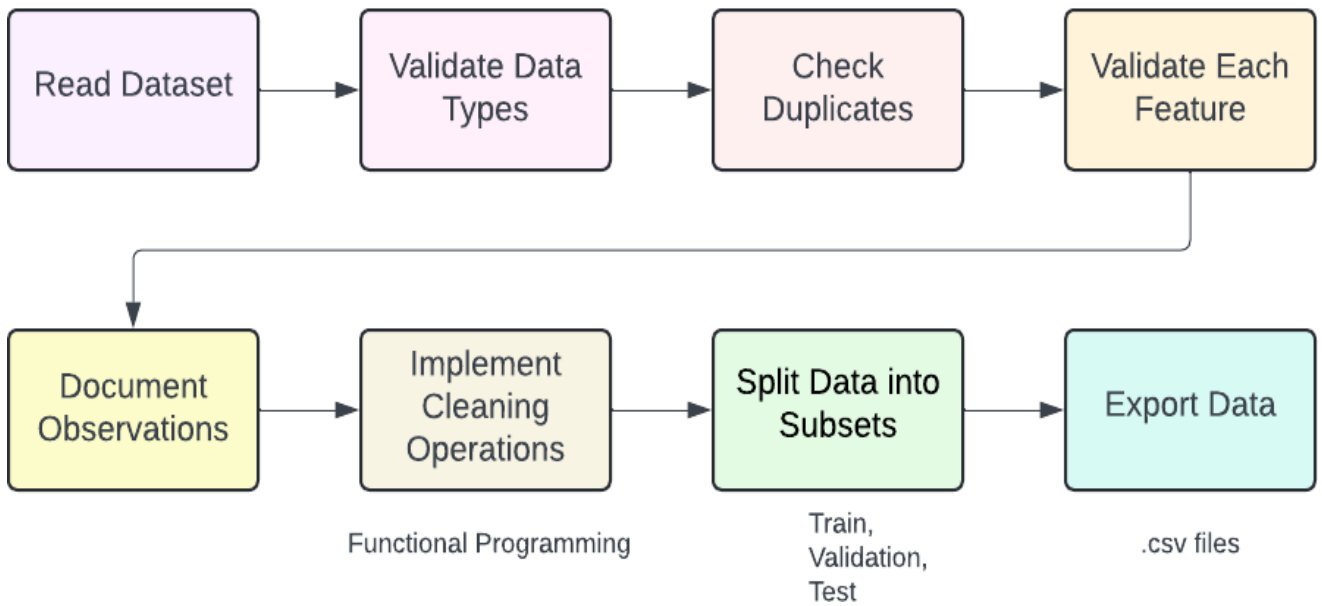 Read Dataset
Validate Data
Types
Check
Duplicates
Validate Each
Feature
Document
Observations
Implement
Cleaning
Operations
Split Data into
Subsets
Export Data
Functional Programming
Train,
Validation,
Test
.csv files